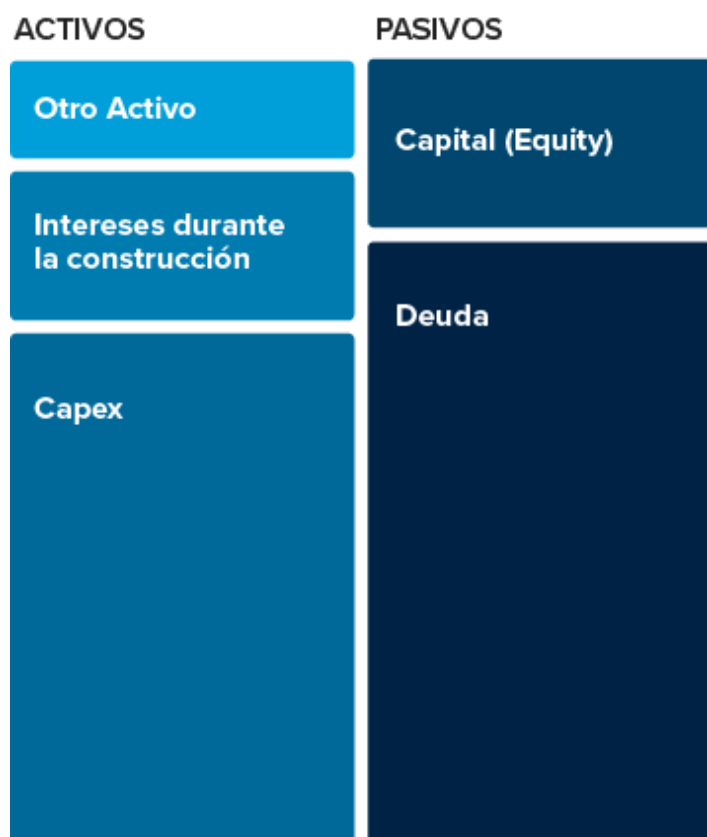 ACTIVOS
Otro Activo
Intereses durante
la construcción
Capex
PASIVOS
Capital (Equity)
Deuda